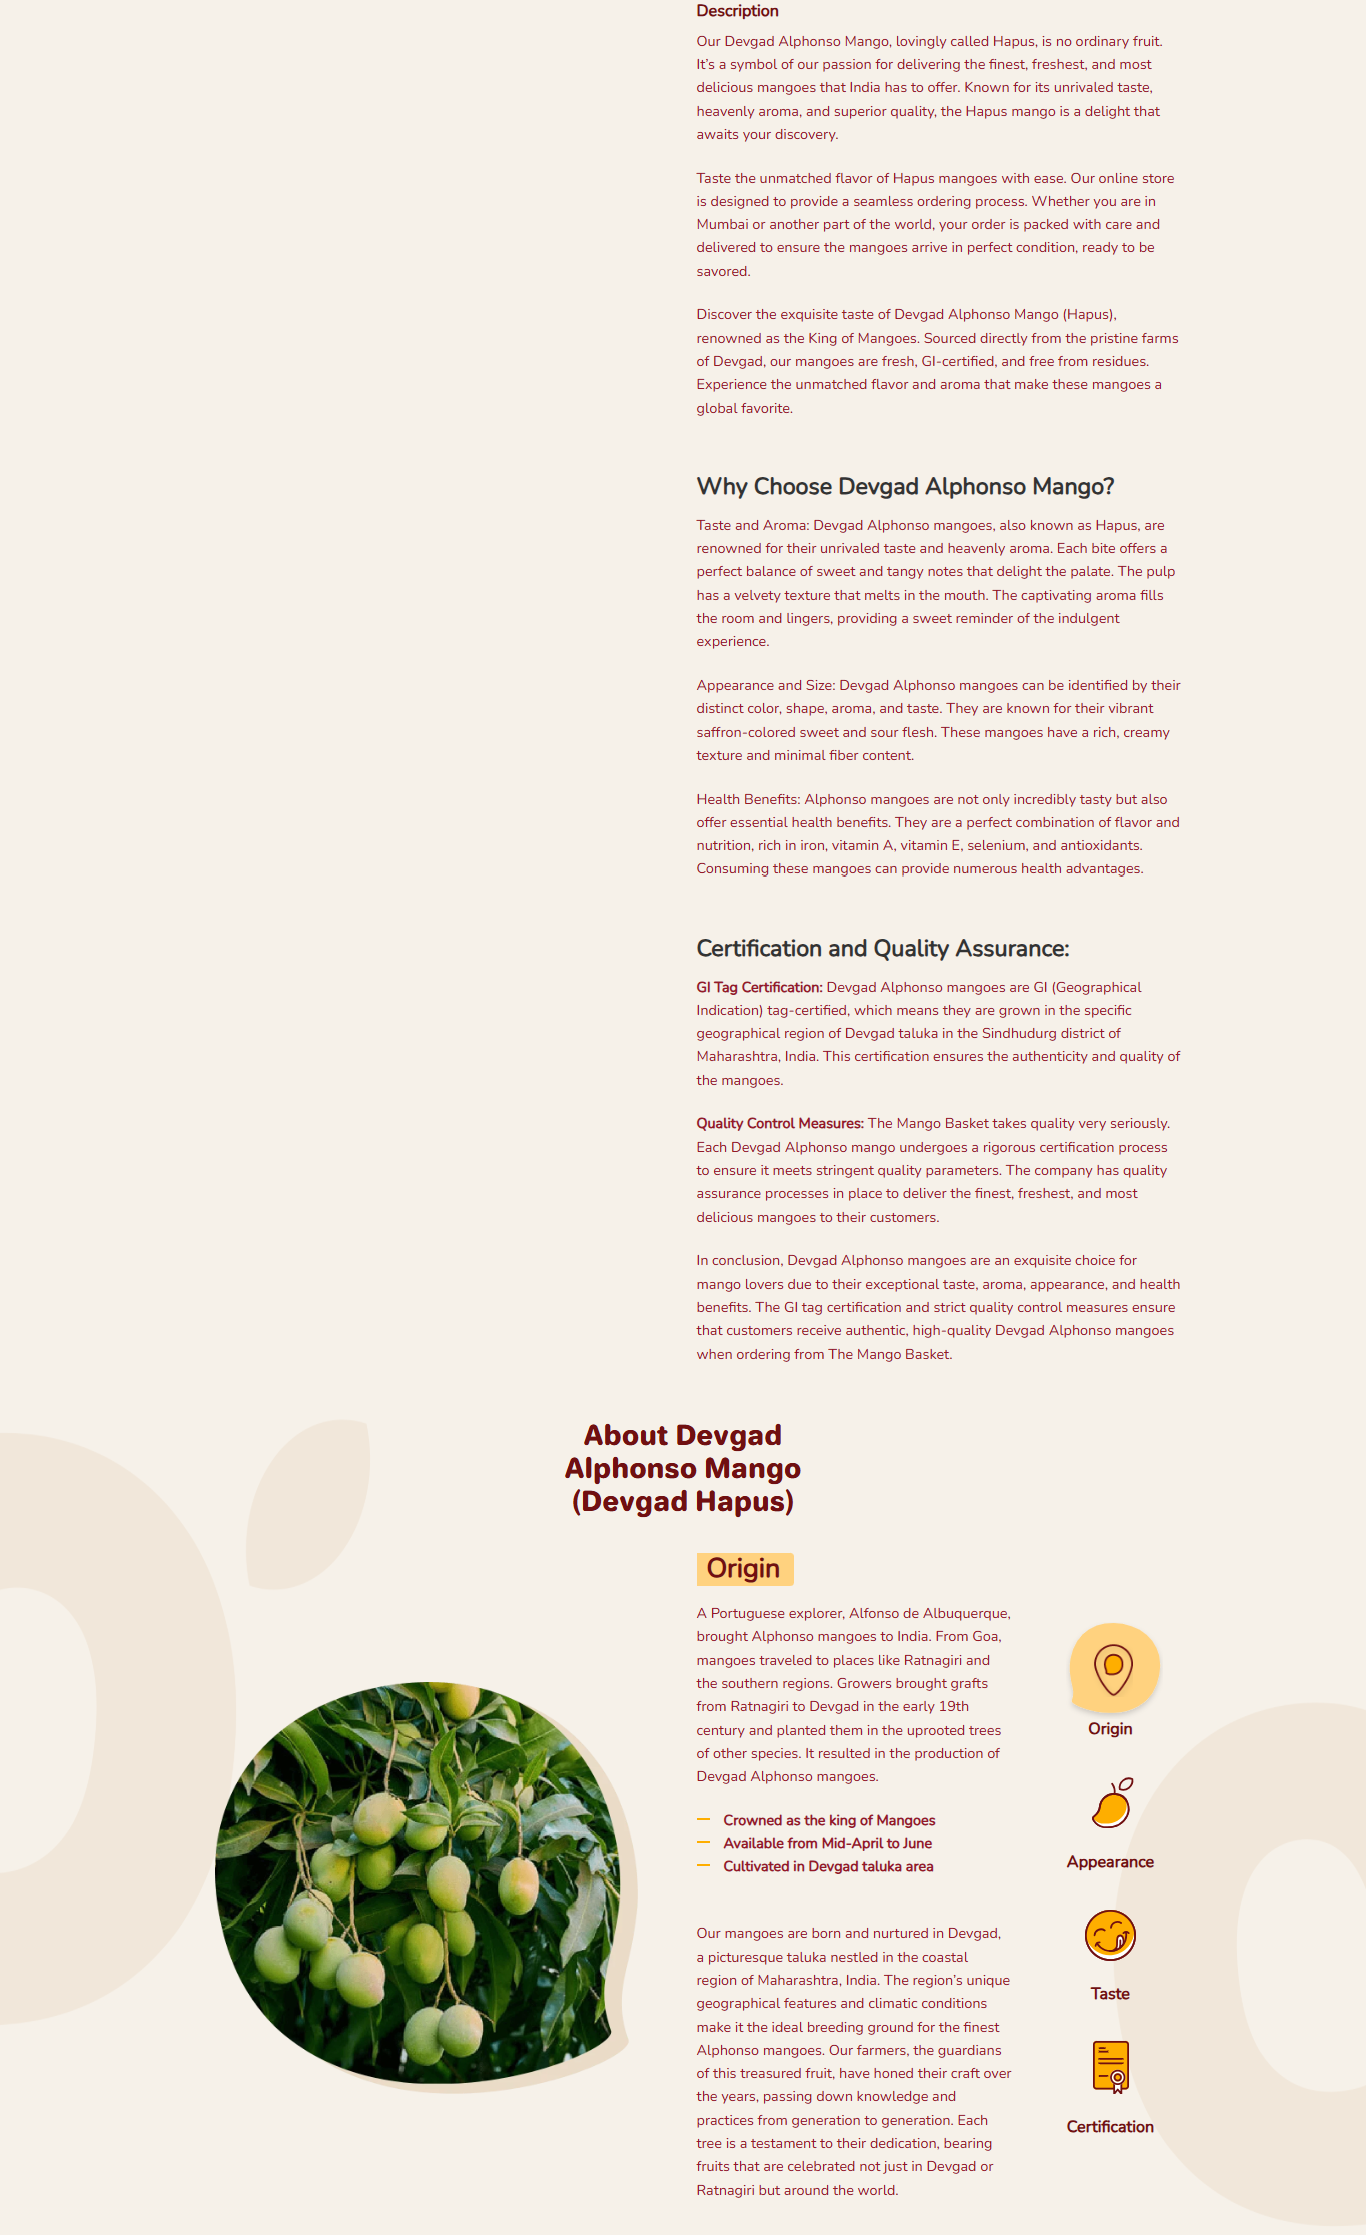 Description
Our Devgad Alphonso Mango, lovingly called Hapus, is no ordinary fruit.
It’s a symbol of our passion for delivering the finest, freshest, and most
delicious mangoes that India has to offer. Known for its unrivaled taste,
heavenly aroma, and superior quality, the Hapus mango is a delight that
awaits your discovery.
Taste the unmatched flavor of Hapus mangoes with ease. Our online store
is designed to provide a seamless ordering process. Whether you are in
Mumbai or another part of the world, your order is packed with care and
delivered to ensure the mangoes arrive in perfect condition, ready to be
savored.
Discover the exquisite taste of Devgad Alphonso Mango (Hapus),
renowned as the King of Mangoes. Sourced directly from the pristine farms
of Devgad, our mangoes are fresh, GI-certified, and free from residues.
Experience the unmatched flavor and aroma that make these mangoes a
global favorite.
Why Choose Devgad Alphonso Mango?
Taste and Aroma: Devgad Alphonso mangoes, also known as Hapus, are
renowned for their unrivaled taste and heavenly aroma. Each bite offers a
perfect balance of sweet and tangy notes that delight the palate. The pulp
has a velvety texture that melts in the mouth. The captivating aroma fills
the room and lingers, providing a sweet reminder of the indulgent
experience.
Appearance and Size: Devgad Alphonso mangoes can be identified by their
distinct color, shape, aroma, and taste. They are known for their vibrant
saffron-colored sweet and sour flesh. These mangoes have a rich, creamy
texture and minimal fiber content.
Health Benefits: Alphonso mangoes are not only incredibly tasty but also
offer essential health benefits. They are a perfect combination of flavor and
nutrition, rich in iron, vitamin A, vitamin E, selenium, and antioxidants.
Consuming these mangoes can provide numerous health advantages.
Certification and Quality Assurance:
GI Tag Certification: Devgad Alphonso mangoes are GI (Geographical
Indication) tag-certified, which means they are grown in the specific
geographical region of Devgad taluka in the Sindhudurg district of
Maharashtra, India. This certification ensures the authenticity and quality of
the mangoes.
Quality Control Measures: The Mango Basket takes quality very seriously.
Each Devgad Alphonso mango undergoes a rigorous certification process
to ensure it meets stringent quality parameters. The company has quality
assurance processes in place to deliver the finest, freshest, and most
delicious mangoes to their customers.
In conclusion, Devgad Alphonso mangoes are an exquisite choice for
mango lovers due to their exceptional taste, aroma, appearance, and health
benefits. The GI tag certification and strict quality control measures ensure
that customers receive authentic, high-quality Devgad Alphonso mangoes
when ordering from The Mango Basket.
About Devgad
Alphonso Mango
(Devgad Hapus)
Origin
A Portuguese explorer, Alfonso de Albuquerque,
brought Alphonso mangoes to India. From Goa,
mangoes traveled to places like Ratnagiri and
the southern regions. Growers brought grafts
from Ratnagiri to Devgad in the early 19th
century and planted them in the uprooted trees
of other species. It resulted in the production of
Devgad Alphonso mangoes.
Crowned as the king of Mangoes
Available from Mid-April to June
Cultivated in Devgad taluka area
Our mangoes are born and nurtured in Devgad,
a picturesque taluka nestled in the coastal
region of Maharashtra, India. The region’s unique
geographical features and climatic conditions
make it the ideal breeding ground for the finest
Alphonso mangoes. Our farmers, the guardians
of this treasured fruit, have honed their craft over
the years, passing down knowledge and
practices from generation to generation. Each
tree is a testament to their dedication, bearing
fruits that are celebrated not just in Devgad or
Ratnagiri but around the world.
Origin
Appearance
Taste
Certification